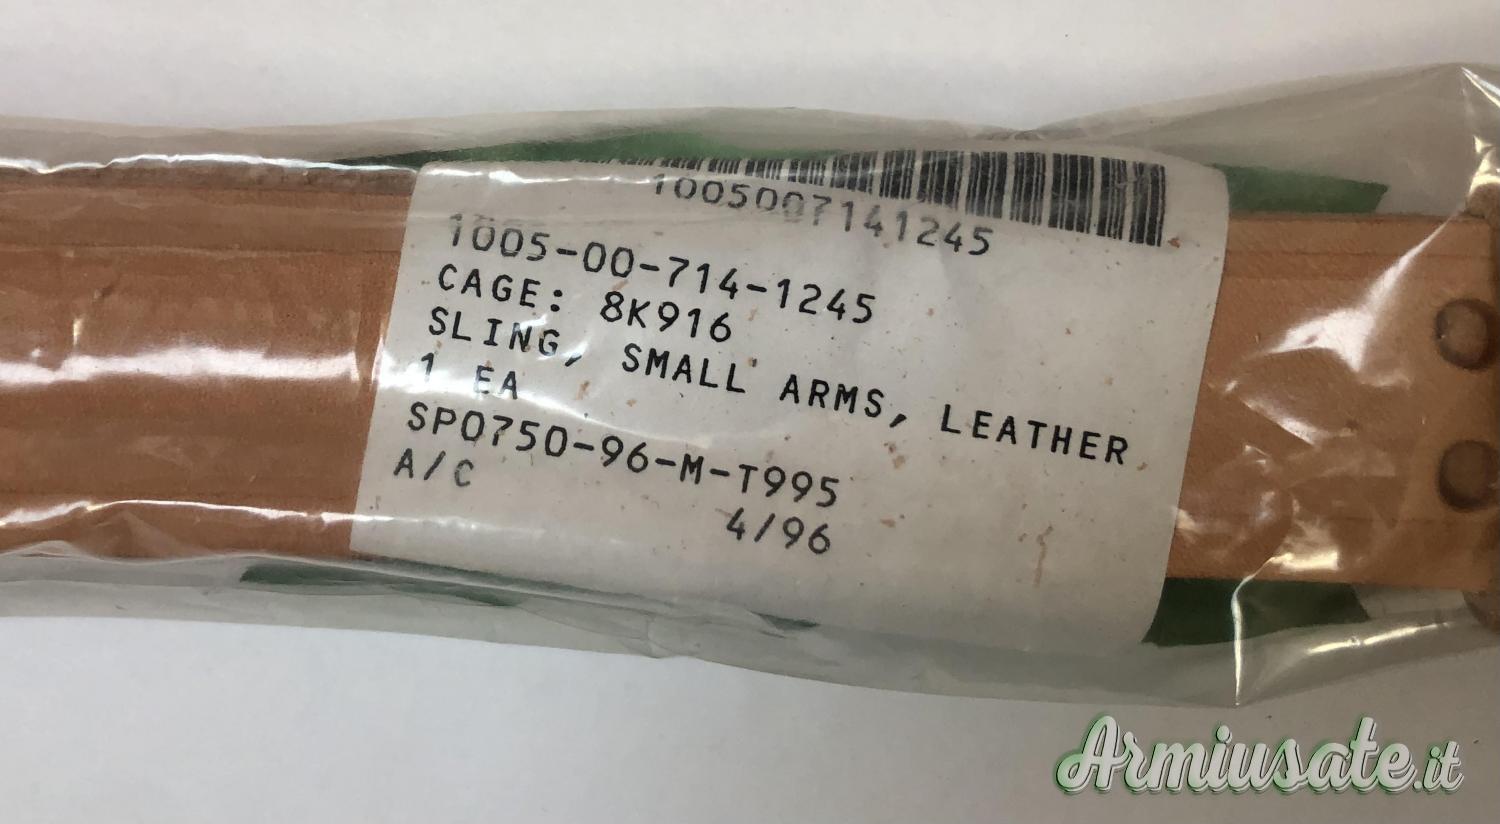 1005007141245
1005-00-714-1245
CAGE: 8K916
SLING, SMALL ARMS, LEATHER
1 EA
SP0750-96-M-T995
A/C
4/96
Armiusate.it